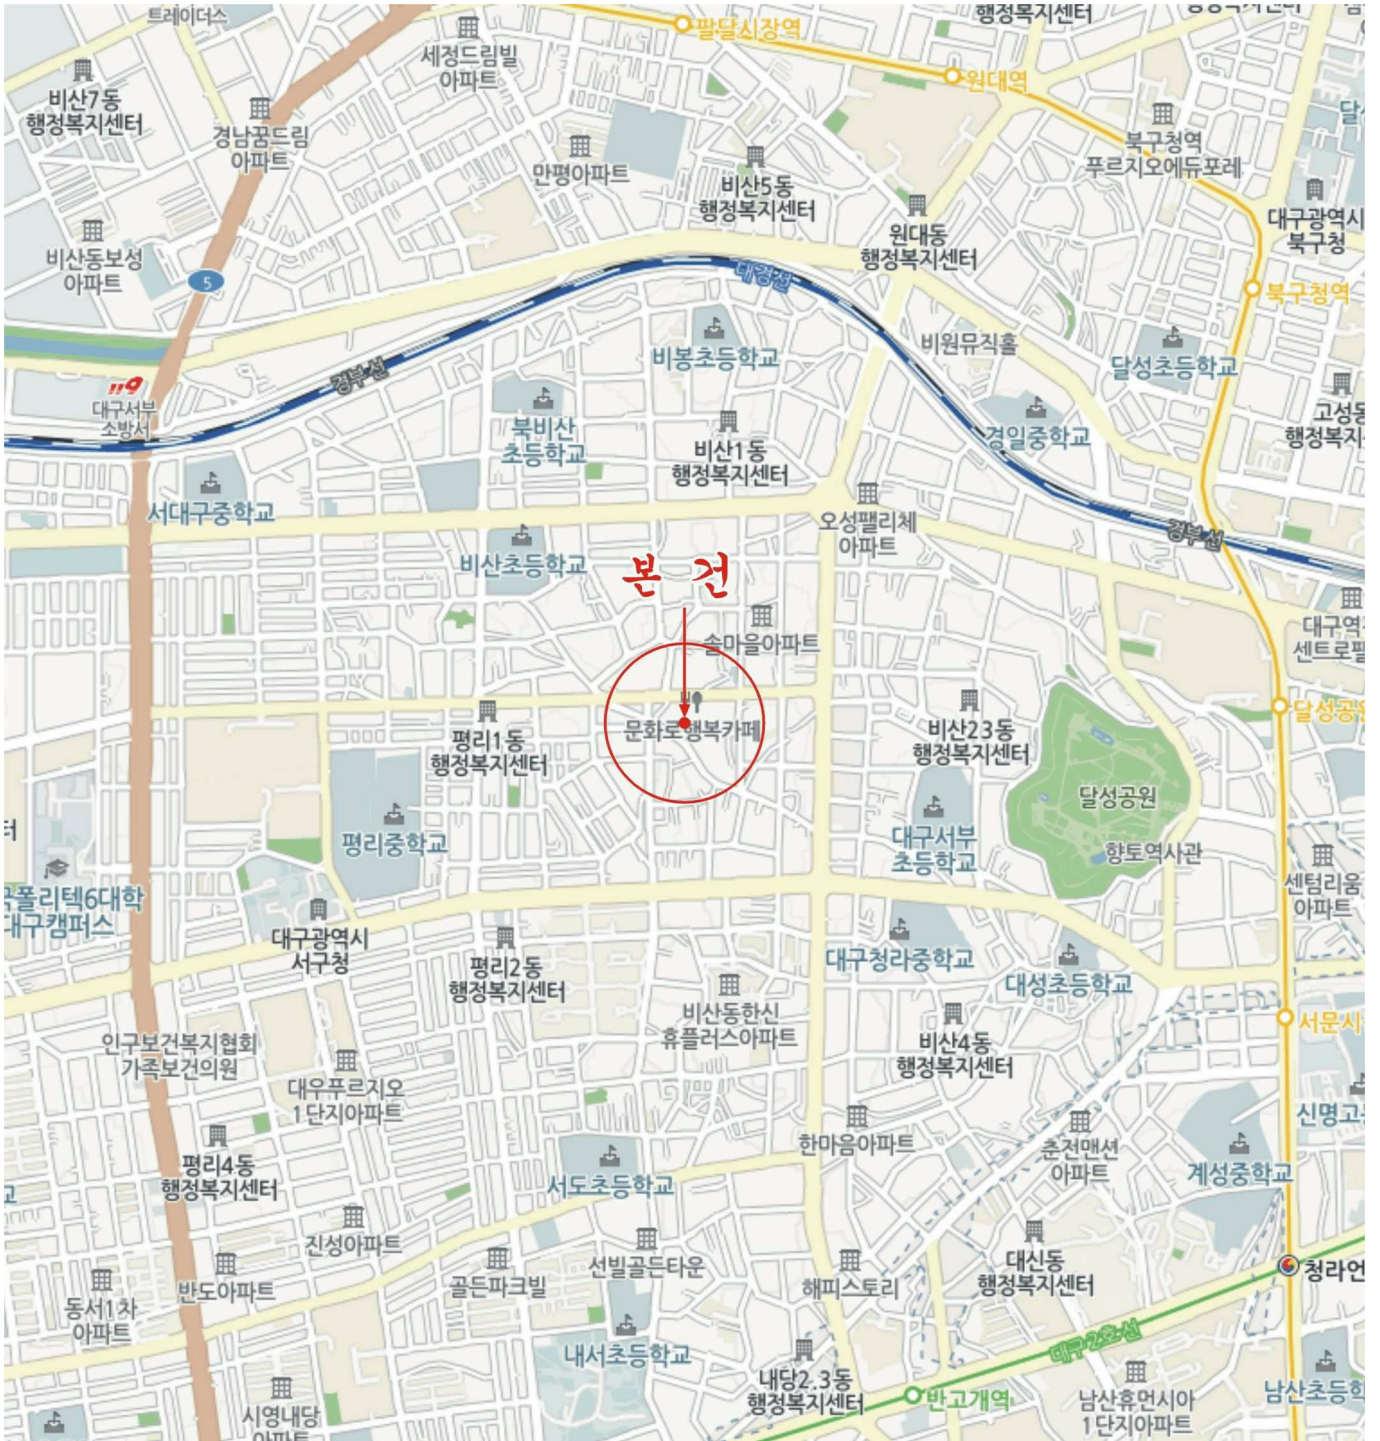 트레이더스
행정복지센터
팔달시장역
세정드림빌
아파트
원대역
비산7동
행정복지센터
경남꿈드림
아파트
북구청역
푸르지오에듀포레
만평아파트
비산5동
행정복지센터
대구광역시
북구청
원대동
행정복지센터
비산동보성
아파트
5
대경선
북구청역
비원뮤직홀
비봉초등학교
달성초등학교
경부선
119
대구서부
소방서
북비산
초등학교
비산1동
행정복지센터
경일중학교
고성동
행정복지
서대구중학교
오성팰리체
아파트
경부선
비산초등학교
본 건
솔마을아파트
대구역
센트로펠
문화로행복카페
비산23동
행정복지센터
달성공원
평리1동
행정복지센터
달성공원
평리중학교
대구서부
초등학교
향토역사관
폴리텍6대학
대구캠퍼스
센텀리움
아파트
대구광역시
서구청
평리2동
행정복지센터
대구청라중학교
대성초등학교
비산동한신
휴플러스아파트
서문시
인구보건복지협회
가족보건의원
비산4동
행정복지센터
대우푸르지오
1단지아파트
신명고
한마음아파트
춘전맨션
아파트
평리4동
행정복지센터
서도초등학교
계성중학교
진성아파트
대신동
행정복지센터
반도아파트
골든파크빌
선빌골든타운
해피스토리
청라언
동서1차
아파트
대구 2호선
내서초등학교
내당2.3동
행정복지센터
반고개역
남산휴먼시아
1단지아파트
남산초등학
시영내당